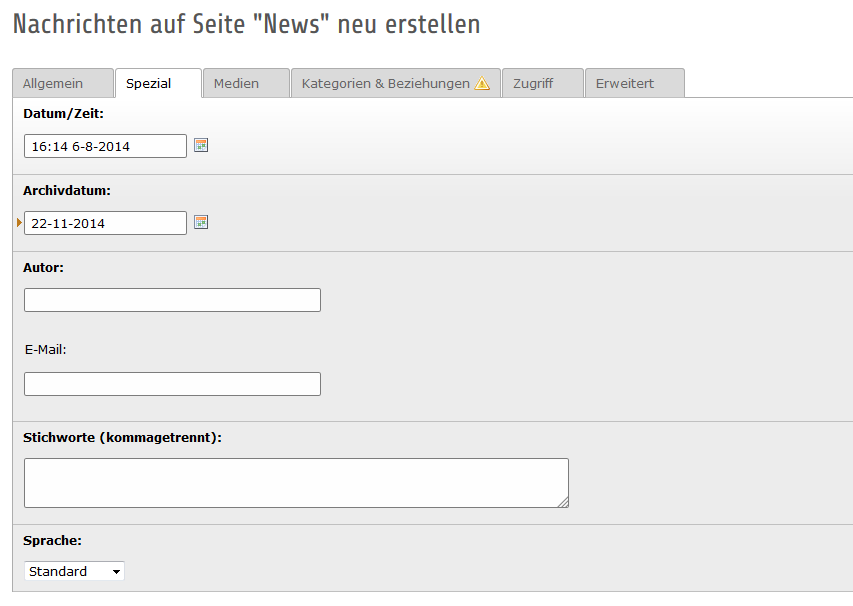 Nachrichten auf Seite "News" neu erstellen
Allgemein Spezial Medien Kategorien & Beziehungen Zugriff Erweitert
Datum/Zeit:
16:14 6-8-2014
Archivdatum:
22-11-2014
Autor:
E-Mail:
Stichworte (kommagetrennt):
Sprache:
Standard